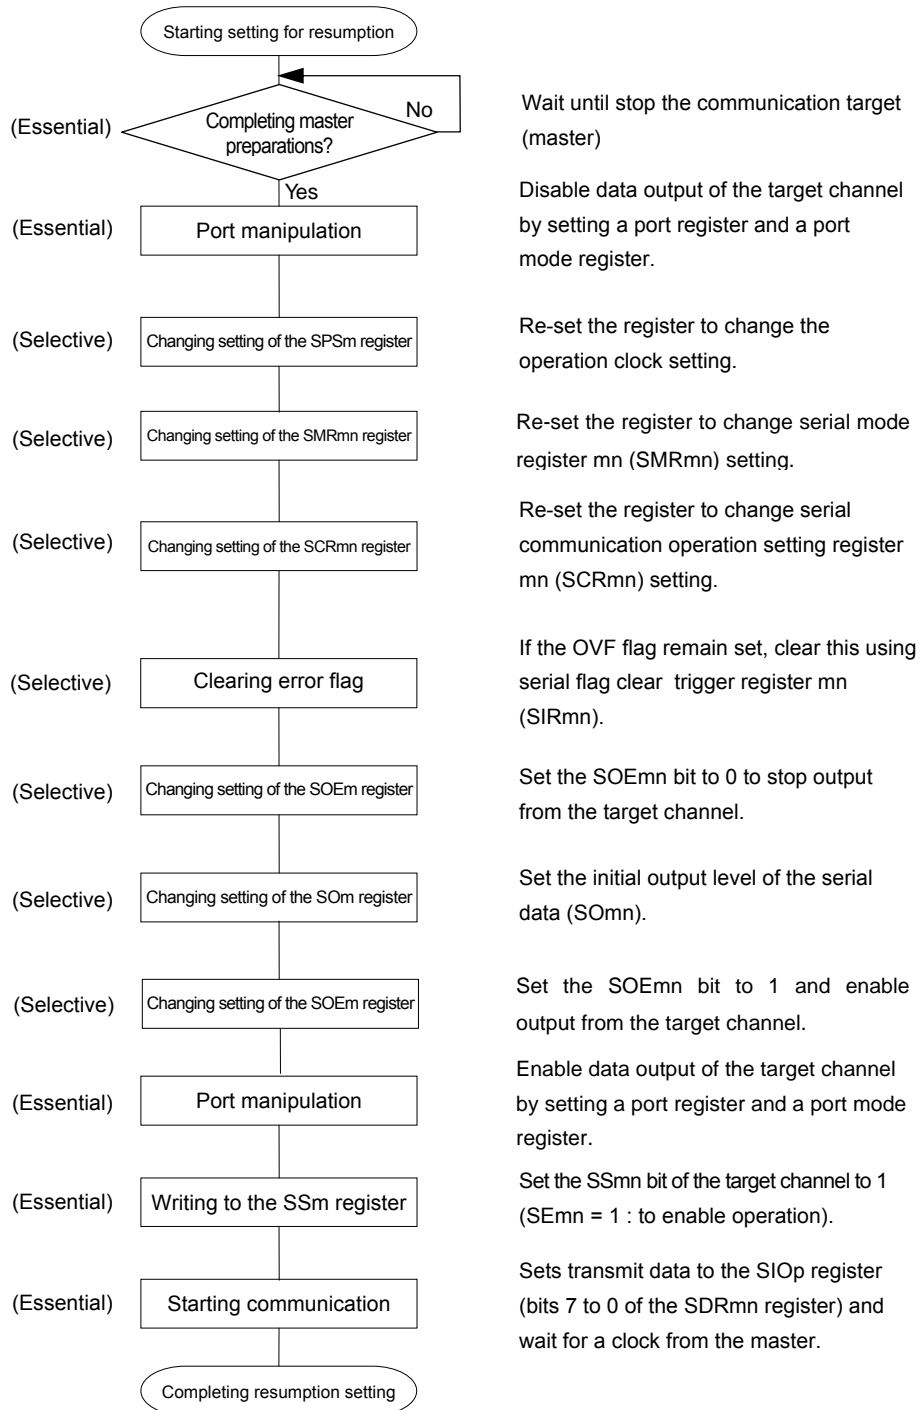 Starting setting for resumption
(Essential)
Completing master
preparations?
No
Wait until stop the communication target
(master)
Yes
(Essential)
Port manipulation
Disable data output of the target channel
by setting a port register and a port
mode register.
(Selective)
Changing setting of the SPSm register
Re-set the register to change the
operation clock setting.
(Selective)
Changing setting of the SMRmn register
Re-set the register to change serial mode
register mn (SMRmn) setting.
(Selective)
Changing setting of the SCRmn register
Re-set the register to change serial
communication operation setting register
mn (SCRmn) setting.
(Selective)
Clearing error flag
If the OVF flag remain set, clear this using
serial flag clear trigger register mn
(SIRmn).
(Selective)
Changing setting of the SOEm register
Set the SOEmn bit to 0 to stop output
from the target channel.
(Selective)
Changing setting of the SOm register
Set the initial output level of the serial
data (SOmn).
(Selective)
Changing setting of the SOEm register
Set the SOEmn bit to 1 and enable
output from the target channel.
(Essential)
Port manipulation
Enable data output of the target channel
by setting a port register and a port mode
register.
(Essential)
Writing to the SSm register
Set the SSmn bit of the target channel to 1
(SEmn = 1 : to enable operation).
(Essential)
Starting communication
Sets transmit data to the SIOp register
(bits 7 to 0 of the SDRmn register) and
wait for a clock from the master.
Completing resumption setting